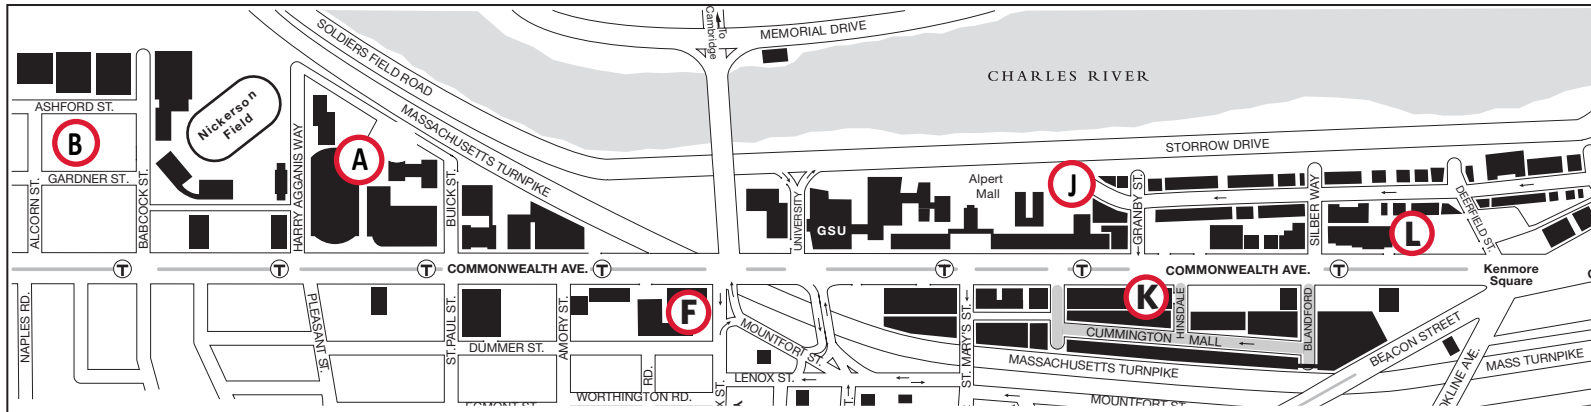 To
Cambridge
MEMORIAL DRIVE
SOLDIERS FIELD ROAD
CHARLES RIVER
ASHFORD ST.
Nickerson
Field
MASSACHUSETTS TURNPIKE
B
A
STORROW DRIVE
GARDNER ST.
Alpert
Mall
J
ALCORN ST.
BABCOCK ST.
HARRY AGGANIS WAY
BUICK ST.
UNIVERSITY
GSU
GRANBY ST.
SILBER WAY
DEERFIELD ST.
L
T
T
T
COMMONWEALTH AVE.
T
T
T
COMMONWEALTH AVE.
T
Kenmore
Square
NAPLES RD.
PLEASANT ST.
ST. PAUL ST.
AMORY ST.
F
MOUNTFORT ST.
ST. MARY'S ST.
K
HINSDALE
BLANDFORD
CUMMINGTON MALL
BEACON STREET
DUMMER ST.
MASSACHUSETTS TURNPIKE
MASS TURNPIKE
RD.
LENOX ST.
WORTHINGTON RD.
MOUNTFORT ST.